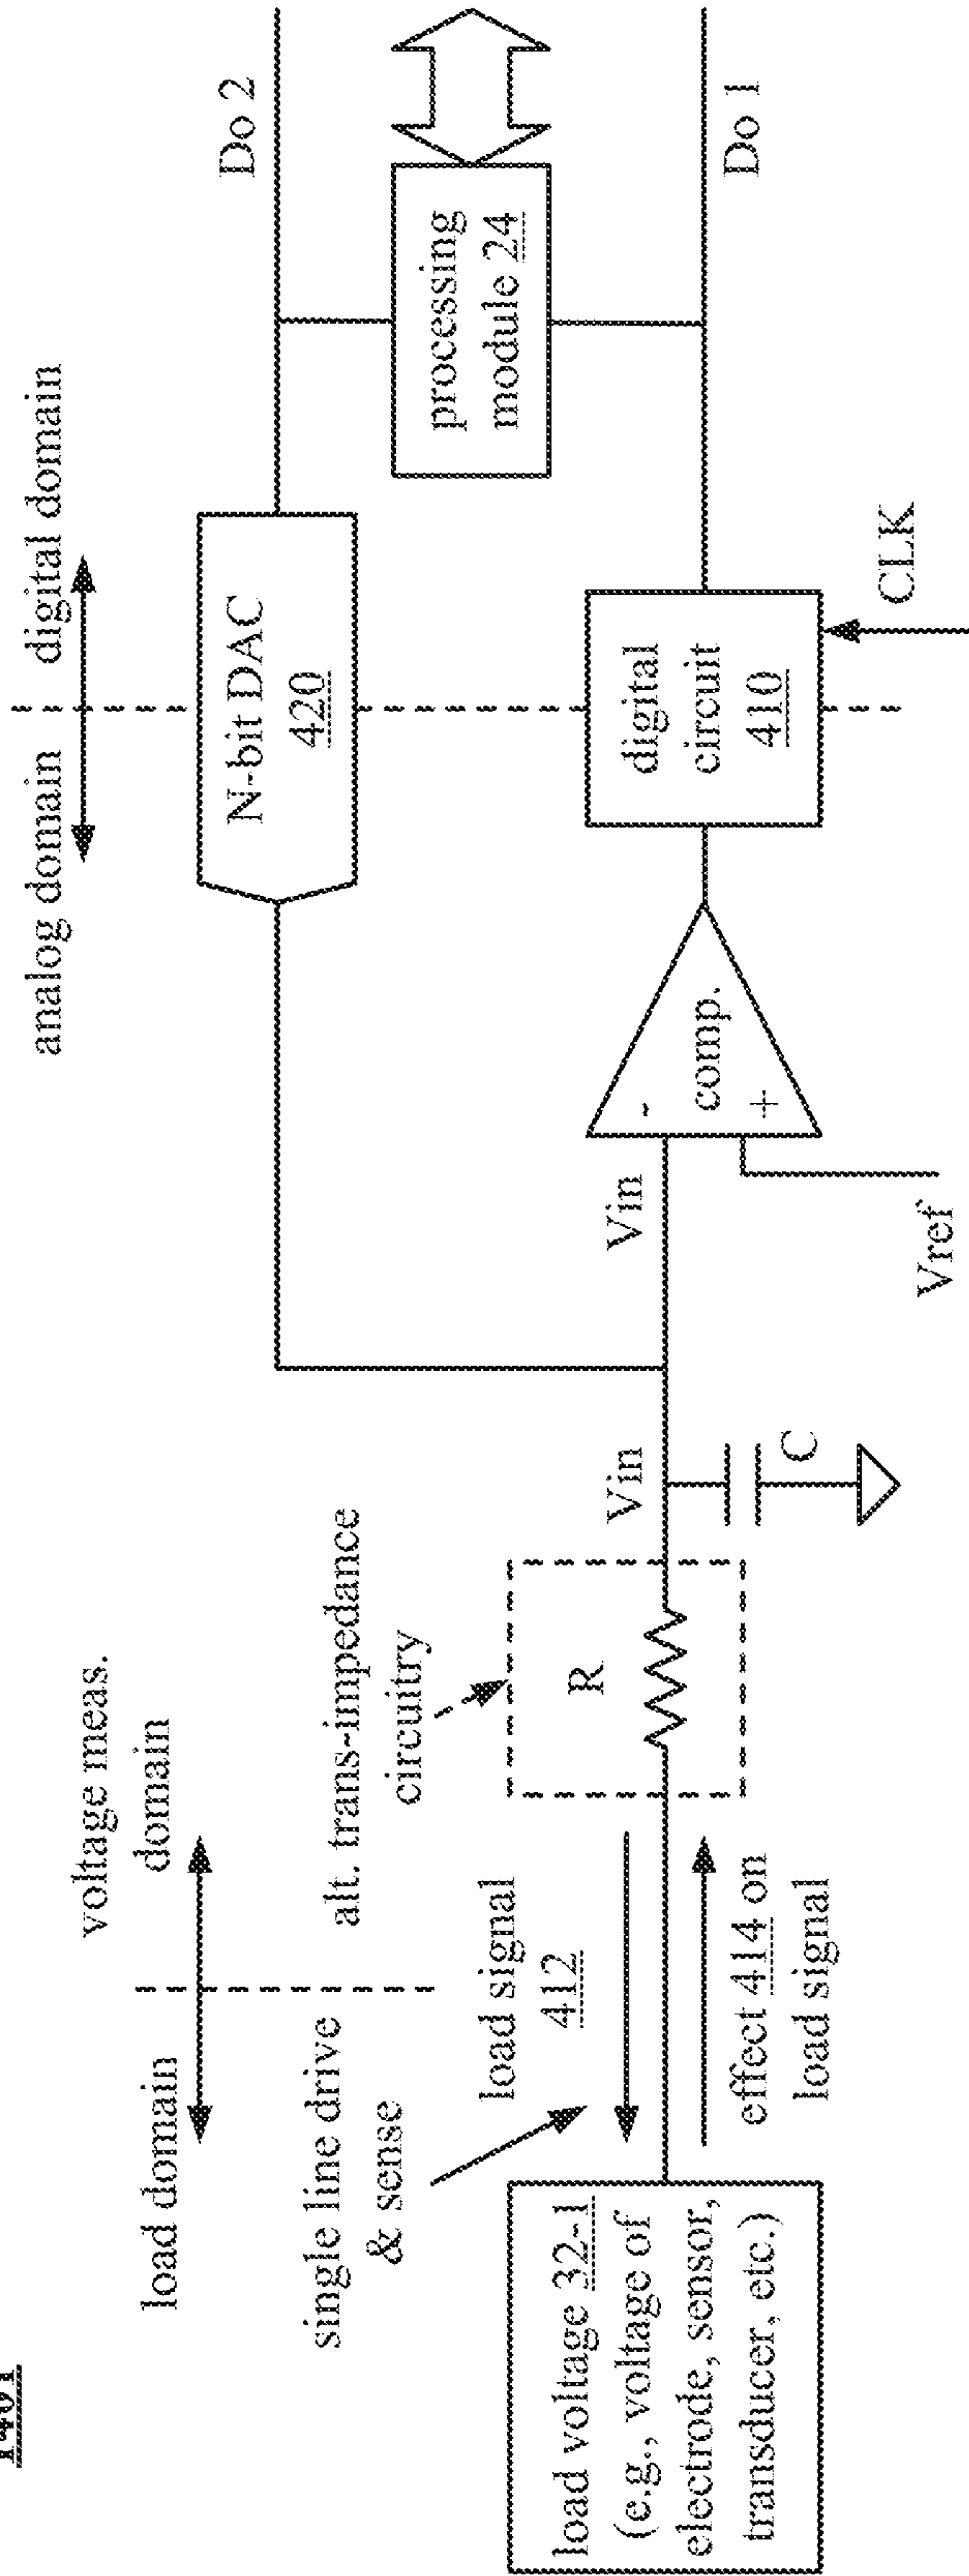 1401
load domain
voltage meas.
domain
analog domain
digital domain
single line drive
& sense
alt. trans-impedance
circuitry
load signal
412
effect 414 on
load signal
load voltage 32-1
(e.g., voltage of
electrode, sensor,
transducer, etc.)
R
Vin
C
Vin
Vref
-
comp.
+
N-bit DAC
420
digital
circuit
410
CLK
processing
module 24
Do 2
Do 1